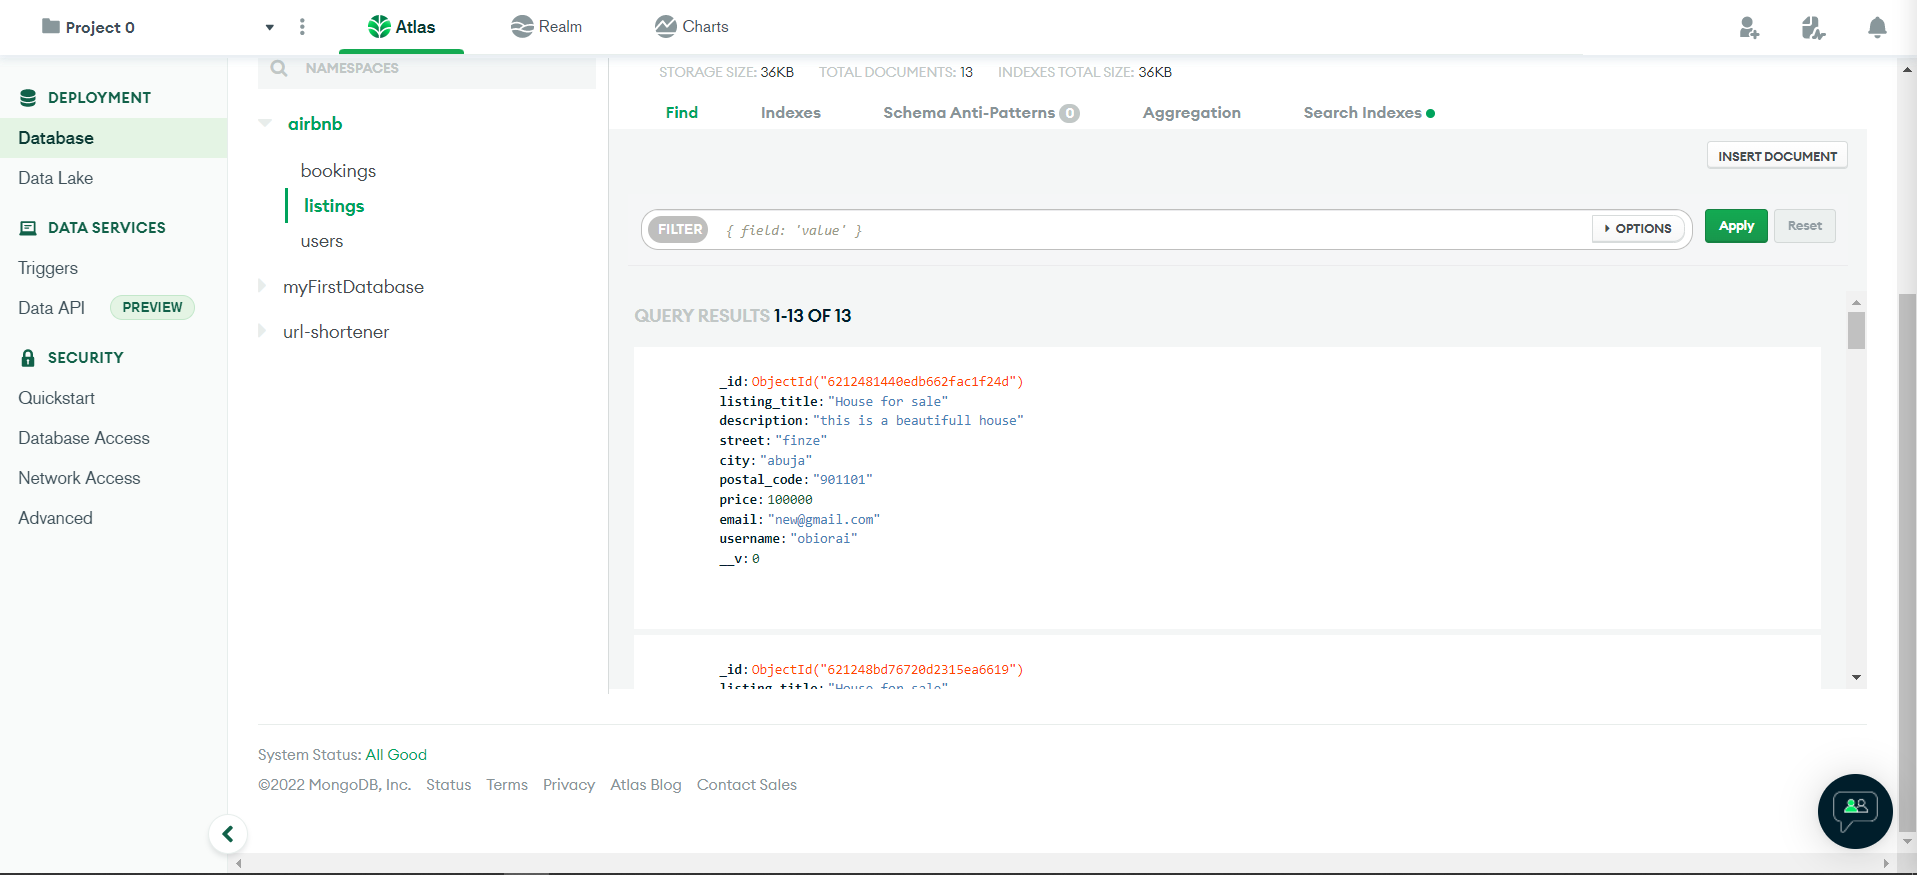 Project 0
Atlas
Realm
Charts
DEPLOYMENT
Database
Data Lake
DATA SERVICES
Triggers
Data API PREVIEW
SECURITY
Quickstart
Database Access
Network Access
Advanced
NAMESPACES
airbnb
bookings
listings
users
myFirstDatabase
url-shortener
STORAGE SIZE: 36KB TOTAL DOCUMENTS: 13 INDEXES TOTAL SIZE: 36KB
Find Indexes Schema Anti-Patterns 0 Aggregation Search Indexes
INSERT DOCUMENT
FILTER { field: 'value' } OPTIONS Apply Reset
QUERY RESULTS 1-13 OF 13
_id: ObjectId("6212481440edb662fac1f24d")
listing_title: "House for sale"
description: "this is a beautifull house"
street: "finze"
city: "abuja"
postal_code: "901101"
price: 100000
email: "new@gmail.com"
username: "obiorai"
__v: 0
_id: ObjectId("621248bd76720d2315ea6619")
listing_title: "House for sale"
System Status: All Good
©2022 MongoDB, Inc. Status Terms Privacy Atlas Blog Contact Sales